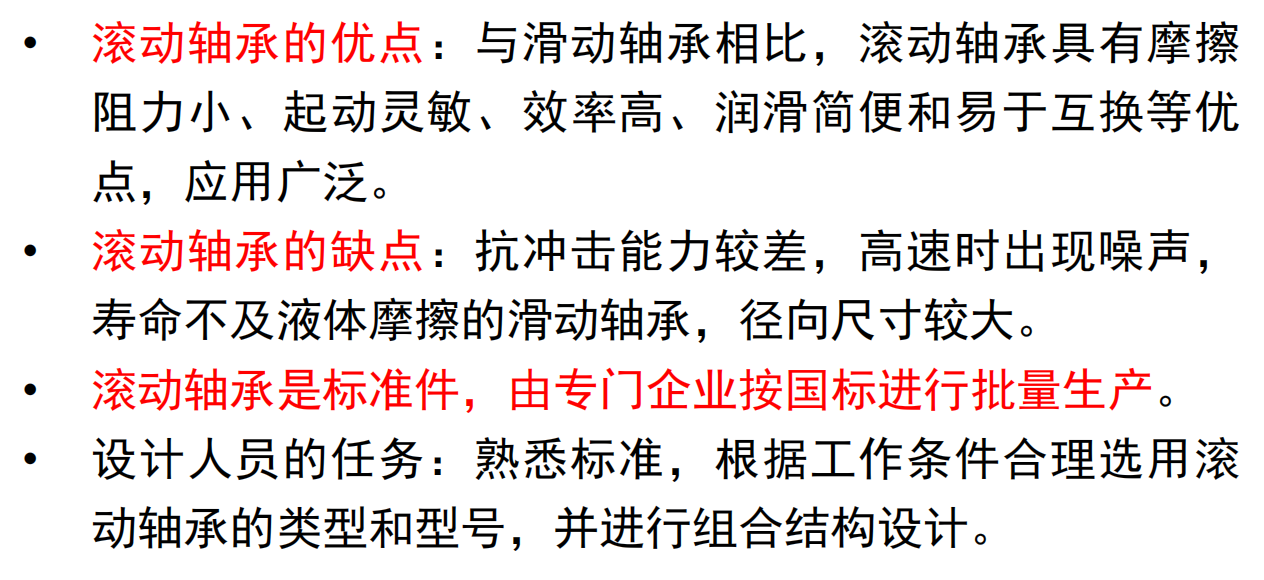 • 滚动轴承的优点：与滑动轴承相比，滚动轴承具有摩擦
阻力小、起动灵敏、效率高、润滑简便和易于互换等优
点，应用广泛。
• 滚动轴承的缺点：抗冲击能力较差，高速时出现噪声，
寿命不及液体摩擦的滑动轴承，径向尺寸较大。
• 滚动轴承是标准件，由专门企业按国标进行批量生产。
• 设计人员的任务：熟悉标准，根据工作条件合理选用滚
动轴承的类型和型号，并进行组合结构设计。